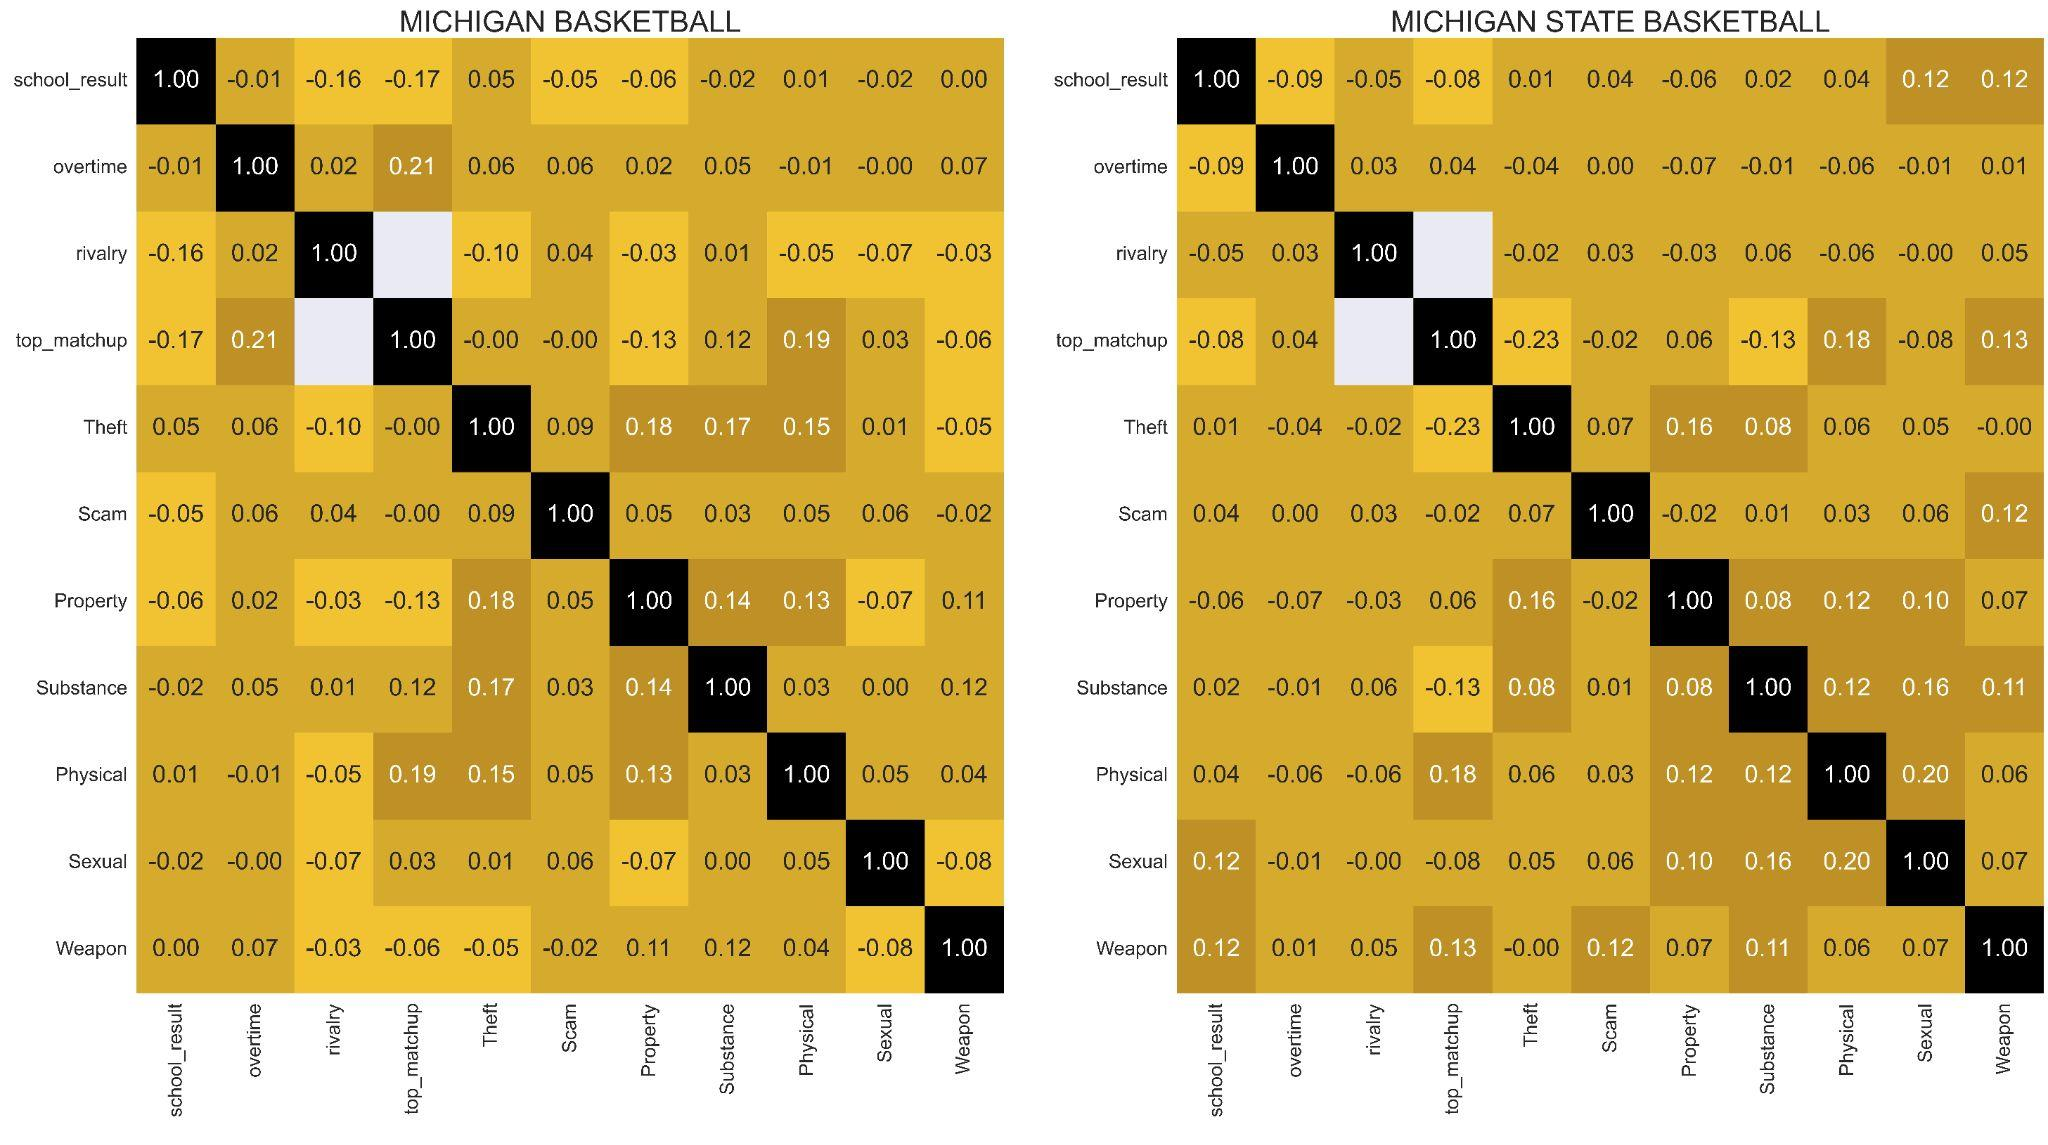 MICHIGAN BASKETBALL
school_result 1.00 -0.01 -0.16 -0.17 0.05 -0.05 -0.06 -0.02 0.01 -0.02 0.00
overtime -0.01 1.00 0.02 0.21 0.06 0.06 0.02 0.05 -0.01 -0.00 0.07
rivalry -0.16 0.02 1.00 -0.10 0.04 -0.03 0.01 -0.05 -0.07 -0.03
top_matchup -0.17 0.21 1.00 -0.00 -0.00 -0.13 0.12 0.19 0.03 -0.06
Theft 0.05 0.06 -0.10 -0.00 1.00 0.09 0.18 0.17 0.15 0.01 -0.05
Scam -0.05 0.06 0.04 -0.00 0.09 1.00 0.05 0.03 0.05 0.06 -0.02
Property -0.06 0.02 -0.03 -0.13 0.18 0.05 1.00 0.14 0.13 -0.07 0.11
Substance -0.02 0.05 0.01 0.12 0.17 0.03 0.14 1.00 0.03 0.00 0.12
Physical 0.01 -0.01 -0.05 0.19 0.15 0.05 0.13 0.03 1.00 0.05 0.04
Sexual -0.02 -0.00 -0.07 0.03 0.01 0.06 -0.07 0.00 0.05 1.00 -0.08
Weapon 0.00 0.07 -0.03 -0.06 -0.05 -0.02 0.11 0.12 0.04 -0.08 1.00
school_result overtime rivalry top_matchup Theft Scam Property Substance Physical Sexual Weapon
MICHIGAN STATE BASKETBALL
school_result 1.00 -0.09 -0.05 -0.08 0.01 0.04 -0.06 0.02 0.04 0.12 0.12
overtime -0.09 1.00 0.03 0.04 -0.04 0.00 -0.07 -0.01 -0.06 -0.01 0.01
rivalry -0.05 0.03 1.00 -0.02 0.03 -0.03 0.06 -0.06 -0.00 0.05
top_matchup -0.08 0.04 1.00 -0.23 -0.02 0.06 -0.13 0.18 -0.08 0.13
Theft 0.01 -0.04 -0.02 -0.23 1.00 0.07 0.16 0.08 0.06 0.05 -0.00
Scam 0.04 0.00 0.03 -0.02 0.07 1.00 -0.02 0.01 0.03 0.06 0.12
Property -0.06 -0.07 -0.03 0.06 0.16 -0.02 1.00 0.08 0.12 0.10 0.07
Substance 0.02 -0.01 0.06 -0.13 0.08 0.01 0.08 1.00 0.12 0.16 0.11
Physical 0.04 -0.06 -0.06 0.18 0.06 0.03 0.12 0.12 1.00 0.20 0.06
Sexual 0.12 -0.01 -0.00 -0.08 0.05 0.06 0.10 0.16 0.20 1.00 0.07
Weapon 0.12 0.01 0.05 0.13 -0.00 0.12 0.07 0.11 0.06 0.07 1.00
school_result overtime rivalry top_matchup Theft Scam Property Substance Physical Sexual Weapon